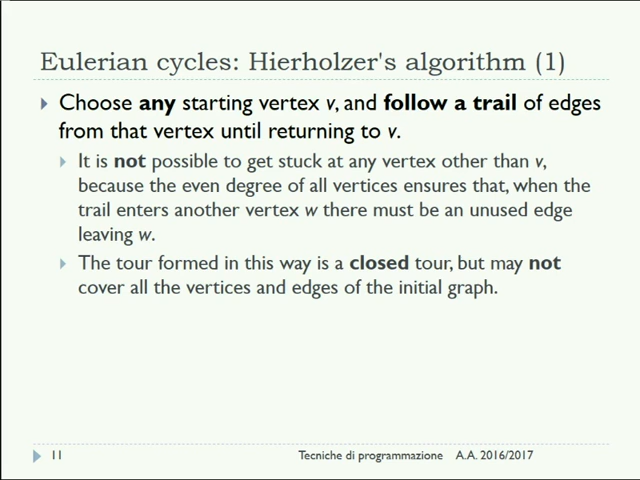 Eulerian cycles: Hierholzer's algorithm (1)
Choose any starting vertex v, and follow a trail of edges
from that vertex until returning to v.
It is not possible to get stuck at any vertex other than v,
because the even degree of all vertices ensures that, when the
trail enters another vertex w there must be an unused edge
leaving w.
The tour formed in this way is a closed tour, but may not
cover all the vertices and edges of the initial graph.
11 Tecniche di programmazione A.A. 2016/2017